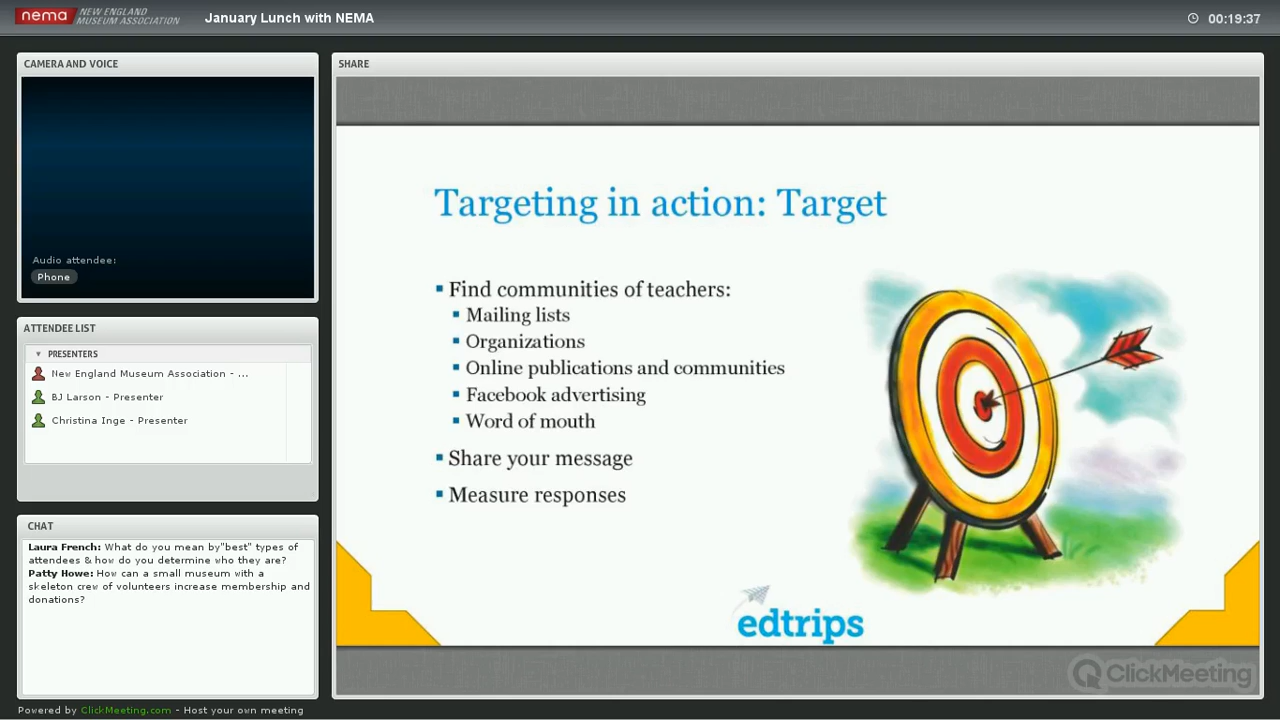 nema NEW ENGLAND
MUSEUM ASSOCIATION
January Lunch with NEMA
00:19:37
CAMERA AND VOICE
Audio attendee:
Phone
ATTENDEE LIST
PRESENTERS
New England Museum Association - ...
BJ Larson - Presenter
Christina Inge - Presenter
CHAT
Laura French: What do you mean by"best" types of
attendees & how do you determine who they are?
Patty Howe: How can a small museum with a
skeleton crew of volunteers increase membership and
donations?
SHARE
Targeting in action: Target
Find communities of teachers:
Mailing lists
Organizations
Online publications and communities
Facebook advertising
Word of mouth
Share your message
Measure responses
edtrips
ClickMeeting
Powered by ClickMeeting.com - Host your own meeting